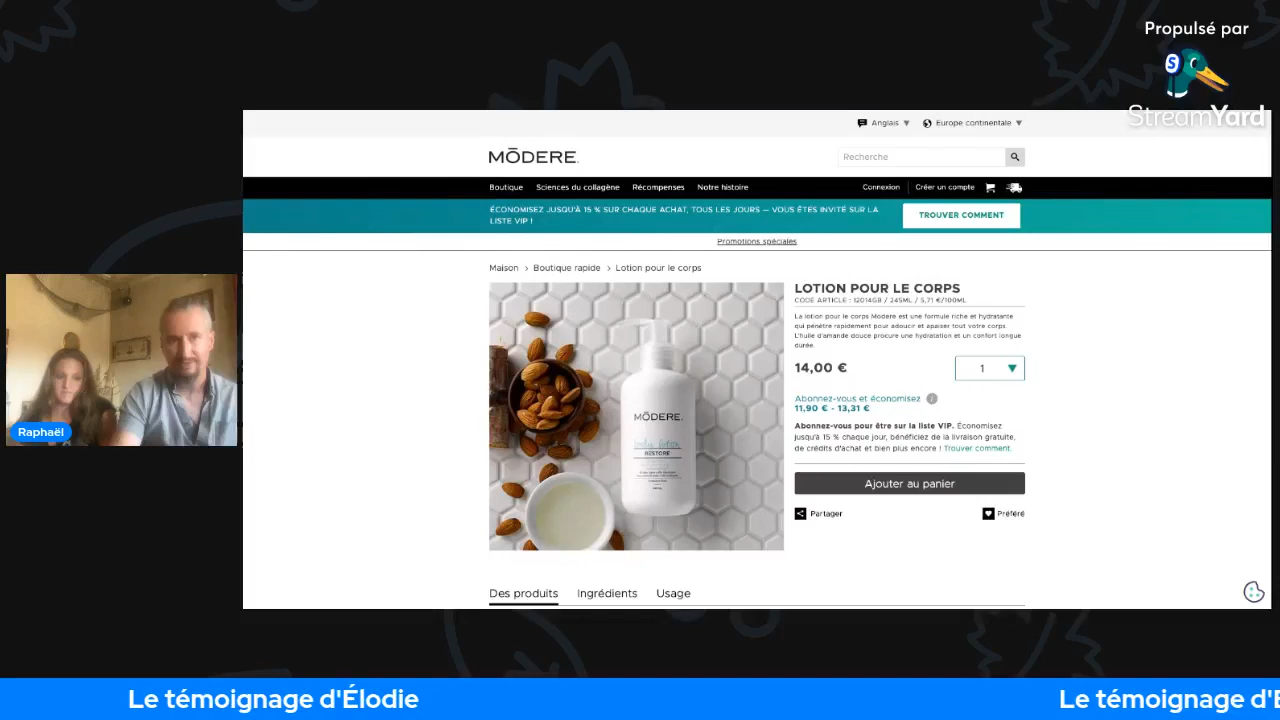 Propulsé par
StreamYard
Anglais
Europe continentale
MŌDERE.
Recherche
Boutique
Sciences du collagène
Récompenses
Notre histoire
Connexion
Créer un compte
ÉCONOMISEZ JUSQU'À 15 % SUR CHAQUE ACHAT, TOUS LES JOURS — VOUS ÊTES INVITÉ SUR LA
LISTE VIP !
TROUVER COMMENT
Promotions spéciales
Maison > Boutique rapide > Lotion pour le corps
LOTION POUR LE CORPS
CODE ARTICLE : 12014GB / 245ML / 5,71 €/100ML
La lotion pour le corps Modere est une formule riche et hydratante
qui pénètre rapidement pour adoucir et apaiser tout votre corps.
L'huile d'amande douce procure une hydratation et un confort longue
durée.
14,00 €
1
Abonnez-vous et économisez
11,90 € - 13,31 €
Abonnez-vous pour être sur la liste VIP. Économisez
jusqu'à 15 % chaque jour, bénéficiez de la livraison gratuite,
de crédits d'achat et bien plus encore ! Trouver comment.
Ajouter au panier
Partager
Préféré
MŌDERE.
body lotion
RESTORE
Raphaël
Des produits
Ingrédients
Usage
Le témoignage d'Élodie
Le témoignage d'É